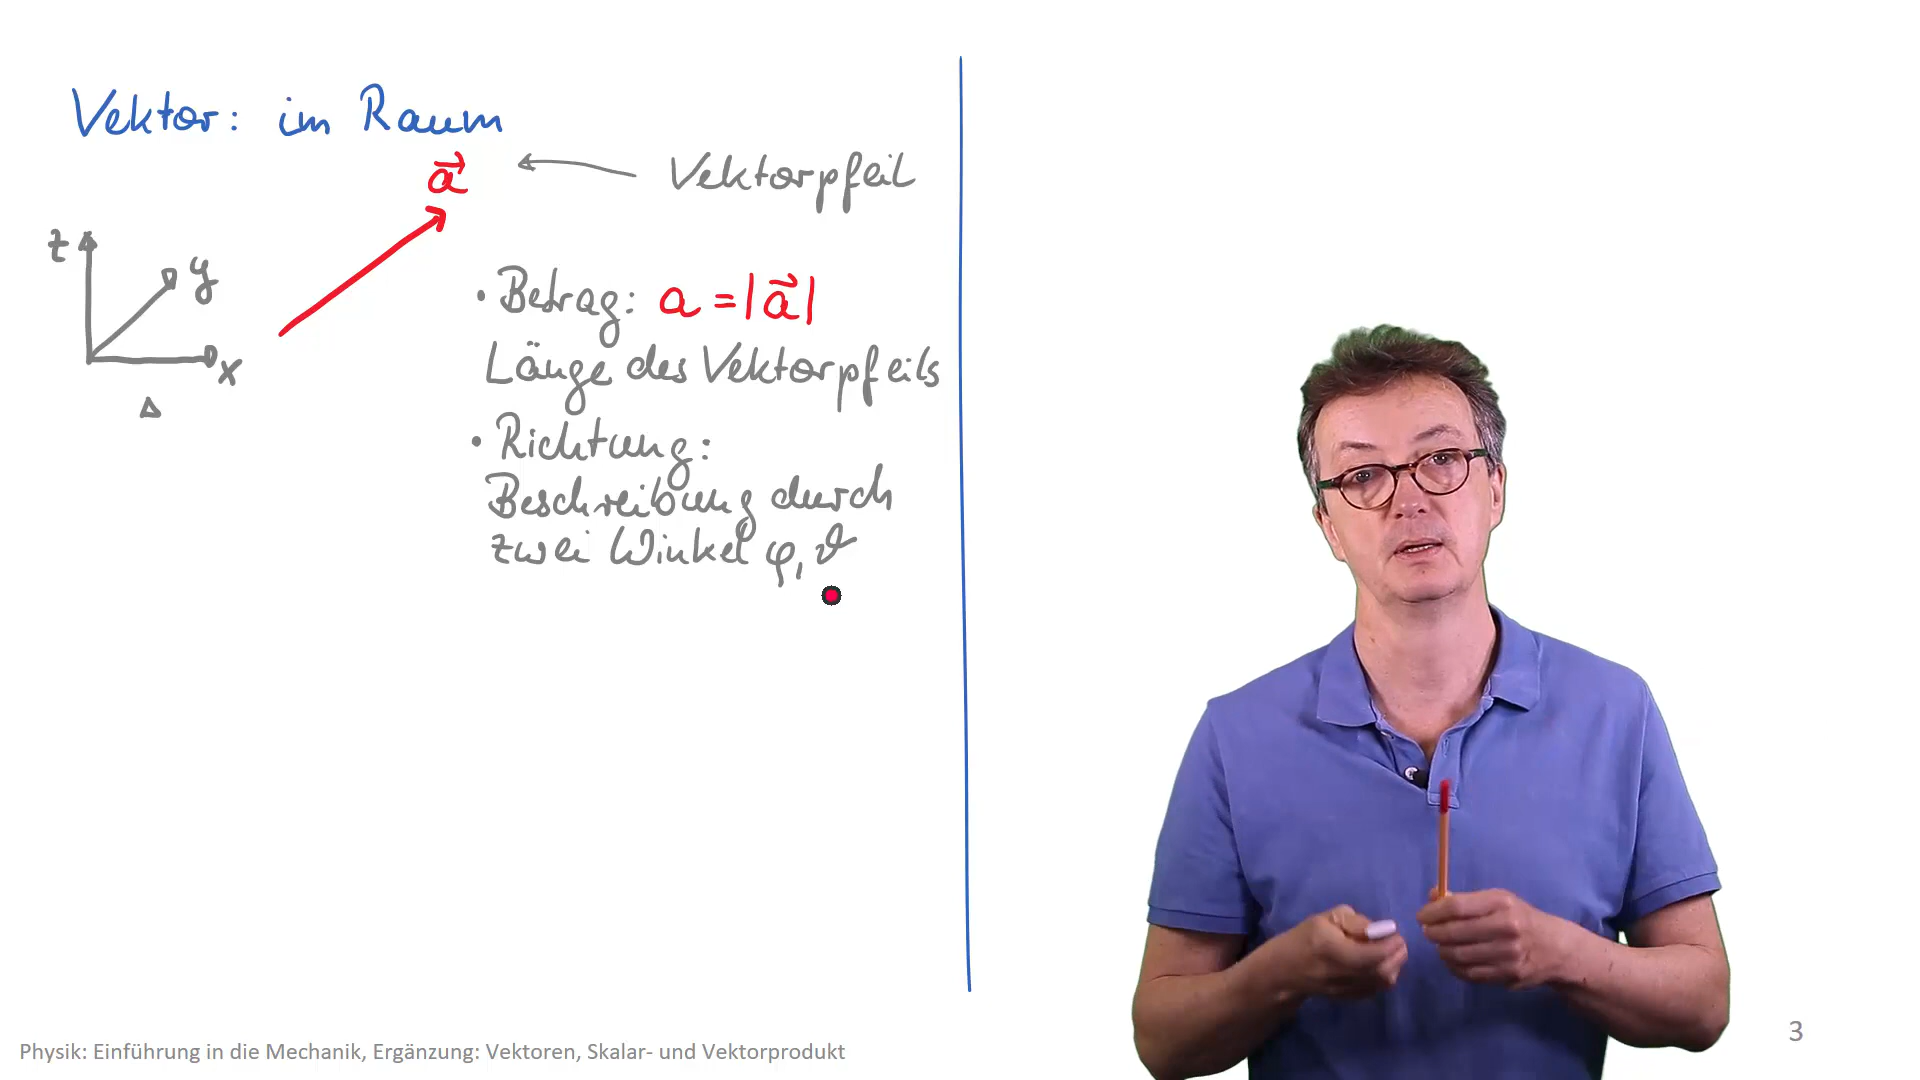 Vektor: im Raum
a⃗
Vektorpfeil
z
y
x
• Betrag: a = |a⃗|
Länge des Vektorpfeils
• Richtung:
Beschreibung durch
zwei Winkel φ, ϑ
Physik: Einführung in die Mechanik, Ergänzung: Vektoren, Skalar- und Vektorprodukt
3